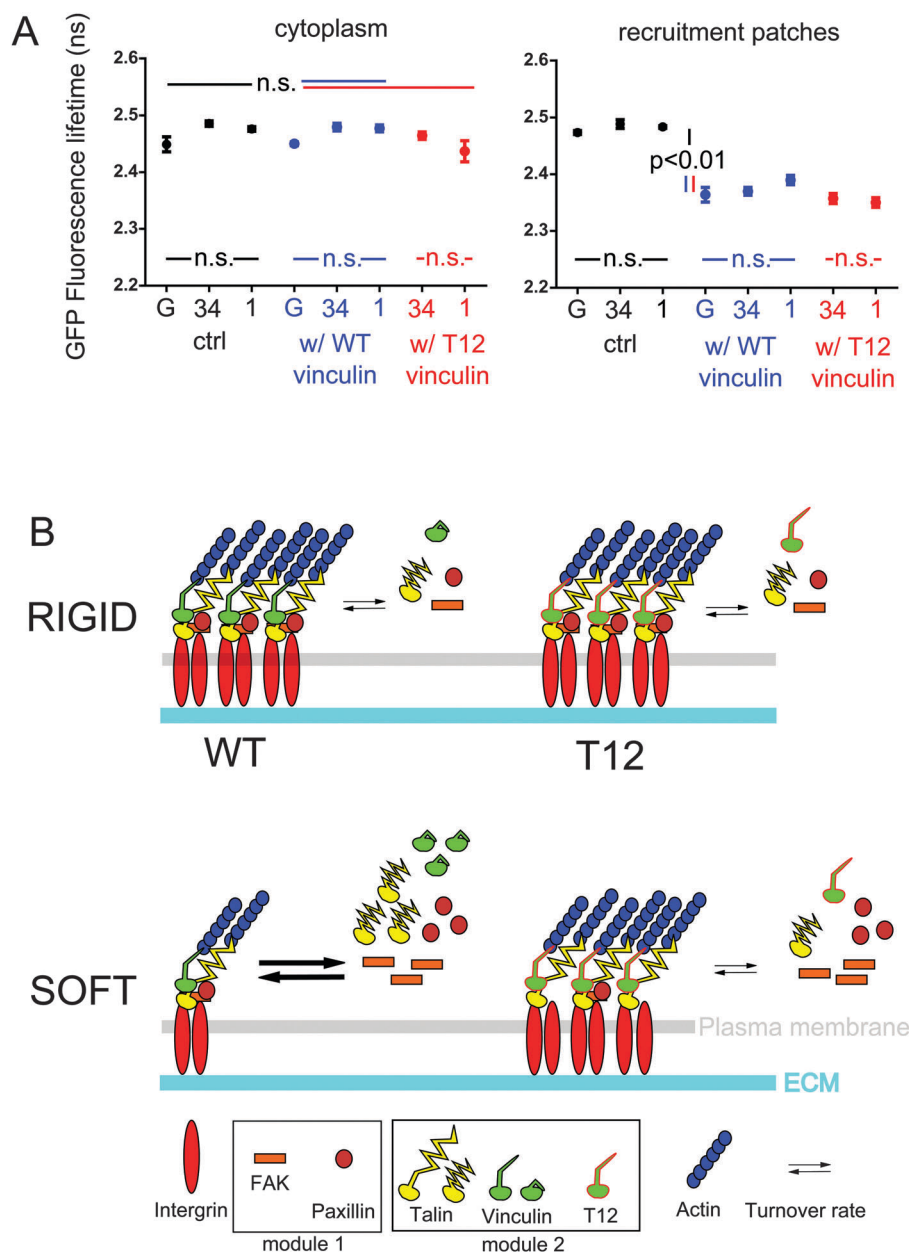 A
cytoplasm
recruitment patches
GFP Fluorescence lifetime (ns)
2.6
2.5
2.4
2.3
2.2
n.s.
n.s.
n.s.
n.s.
G 34 1 G 34 1 34 1
ctrl
w/ WT
vinculin
w/ T12
vinculin
2.6
2.5
2.4
2.3
2.2
p<0.01
n.s.
n.s.
n.s.
G 34 1 G 34 1 34 1
ctrl
w/ WT
vinculin
w/ T12
vinculin
B
RIGID
WT
T12
SOFT
Plasma membrane
ECM
Intergrin
FAK
Paxillin
module 1
Talin
Vinculin
T12
module 2
Actin
Turnover rate